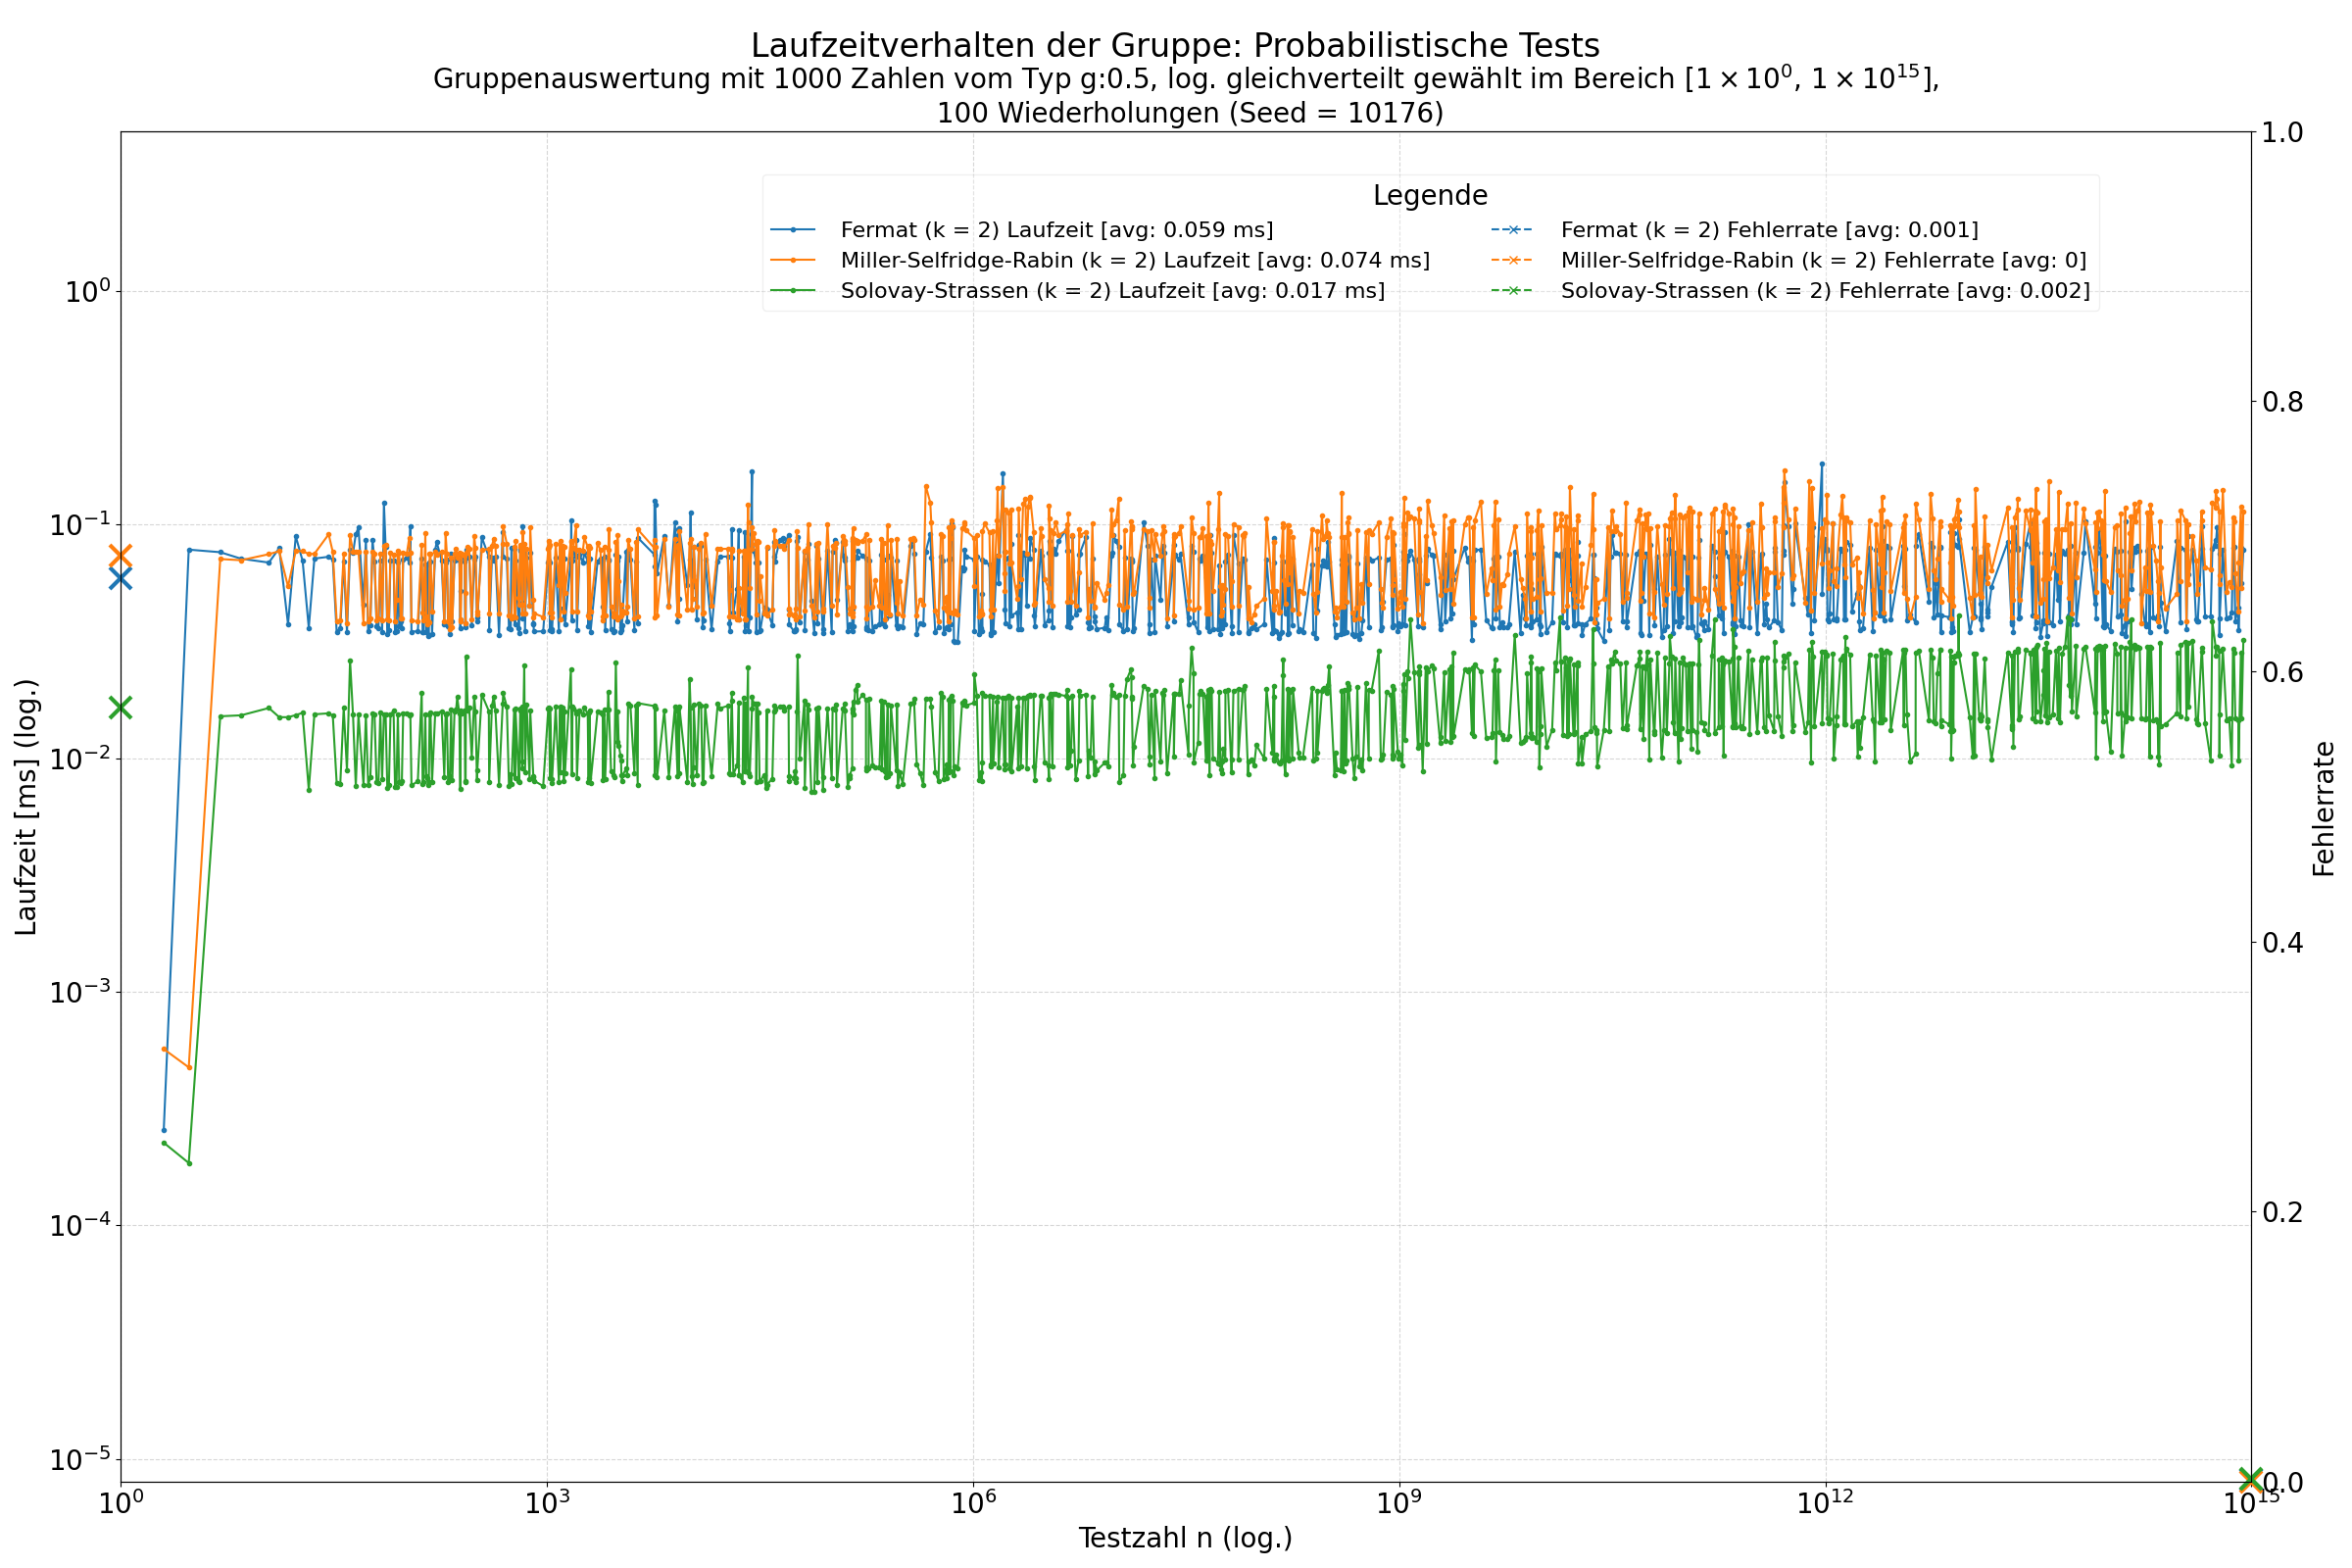 Laufzeitverhalten der Gruppe: Probabilistische Tests
Gruppenauswertung mit 1000 Zahlen vom Typ g:0.5, log. gleichverteilt gewählt im Bereich [1 × 10⁰, 1 × 10¹⁵],
100 Wiederholungen (Seed = 10176)
Legende
Fermat (k = 2) Laufzeit [avg: 0.059 ms]
Miller-Selfridge-Rabin (k = 2) Laufzeit [avg: 0.074 ms]
Solovay-Strassen (k = 2) Laufzeit [avg: 0.017 ms]
Fermat (k = 2) Fehlerrate [avg: 0.001]
Miller-Selfridge-Rabin (k = 2) Fehlerrate [avg: 0]
Solovay-Strassen (k = 2) Fehlerrate [avg: 0.002]
Laufzeit [ms] (log.)
10⁰
10⁻¹
10⁻²
10⁻³
10⁻⁴
10⁻⁵
1.0
0.8
0.6
0.4
0.2
0.0
Fehlerrate
10⁰
10³
10⁶
10⁹
10¹²
10¹⁵
Testzahl n (log.)